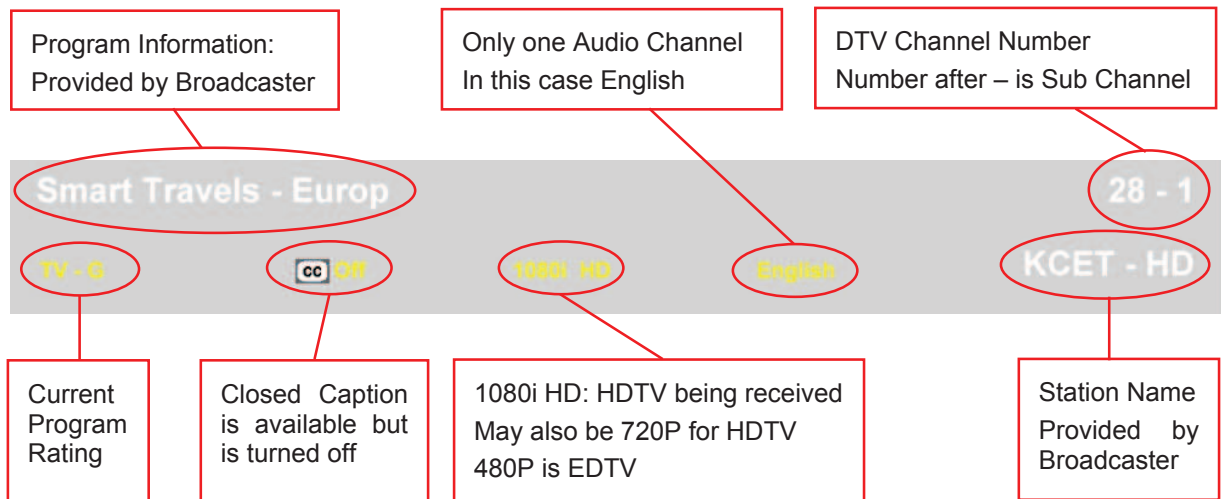 Program Information:
Provided by Broadcaster
Only one Audio Channel
In this case English
DTV Channel Number
Number after – is Sub Channel
Smart Travels - Europ
28 - 1
TV - G
CC Off
1080i HD
English
KCET - HD
Current
Program
Rating
Closed Caption
is available but
is turned off
1080i HD: HDTV being received
May also be 720P for HDTV
480P is EDTV
Station Name
Provided by
Broadcaster